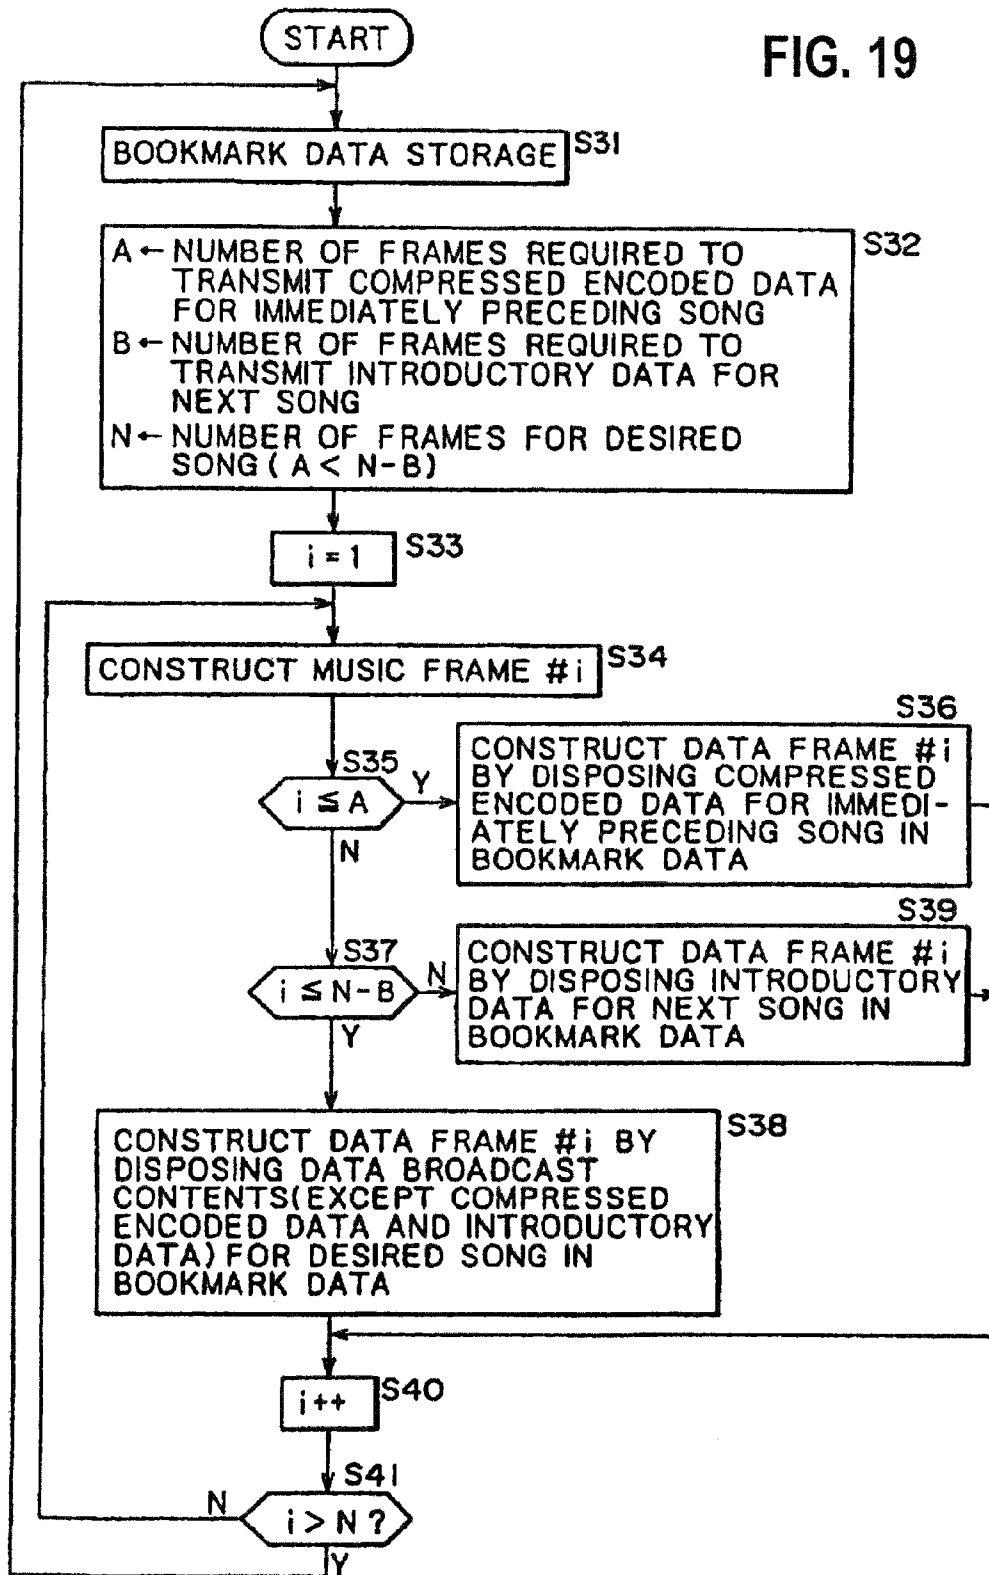 START
FIG. 19
BOOKMARK DATA STORAGE
S31
S32
A ← NUMBER OF FRAMES REQUIRED TO
TRANSMIT COMPRESSED ENCODED DATA
FOR IMMEDIATELY PRECEDING SONG
B ← NUMBER OF FRAMES REQUIRED TO
TRANSMIT INTRODUCTORY DATA FOR
NEXT SONG
N ← NUMBER OF FRAMES FOR DESIRED
SONG ( A < N-B )
S33
i = 1
S34
CONSTRUCT MUSIC FRAME #i
S35
i ≦ A
Y
N
S36
CONSTRUCT DATA FRAME #i
BY DISPOSING COMPRESSED
ENCODED DATA FOR IMMEDI-
ATELY PRECEDING SONG IN
BOOKMARK DATA
S37
i ≦ N-B
N
Y
S39
CONSTRUCT DATA FRAME #i
BY DISPOSING INTRODUCTORY
DATA FOR NEXT SONG IN
BOOKMARK DATA
S38
CONSTRUCT DATA FRAME #i BY
DISPOSING DATA BROADCAST
CONTENTS(EXCEPT COMPRESSED
ENCODED DATA AND INTRODUCTORY
DATA) FOR DESIRED SONG IN
BOOKMARK DATA
S40
i++
S41
i > N ?
N
Y